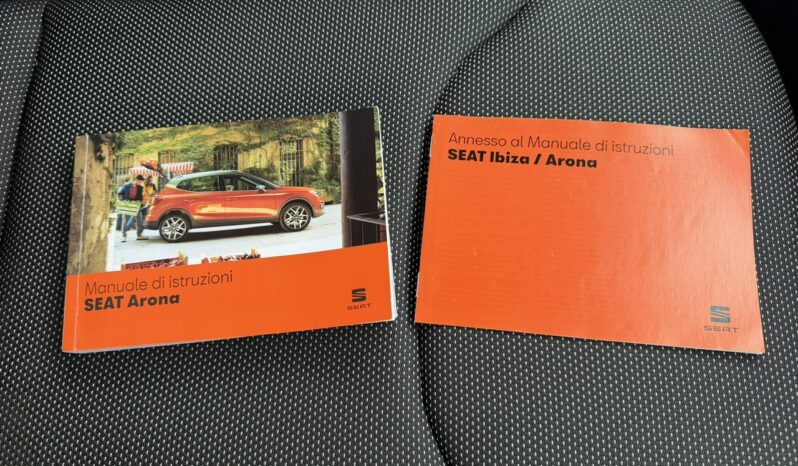 Manuale di istruzioni
SEAT Arona
SEAT
Annesso al Manuale di istruzioni
SEAT Ibiza / Arona
SEAT